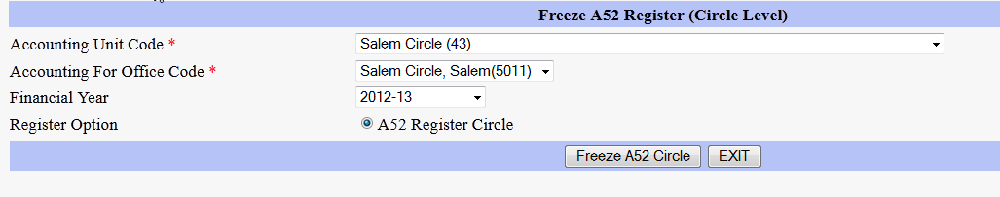 Freeze A52 Register (Circle Level)
Accounting Unit Code * Salem Circle (43)
Accounting For Office Code * Salem Circle, Salem(5011)
Financial Year 2012-13
Register Option A52 Register Circle
Freeze A52 Circle EXIT